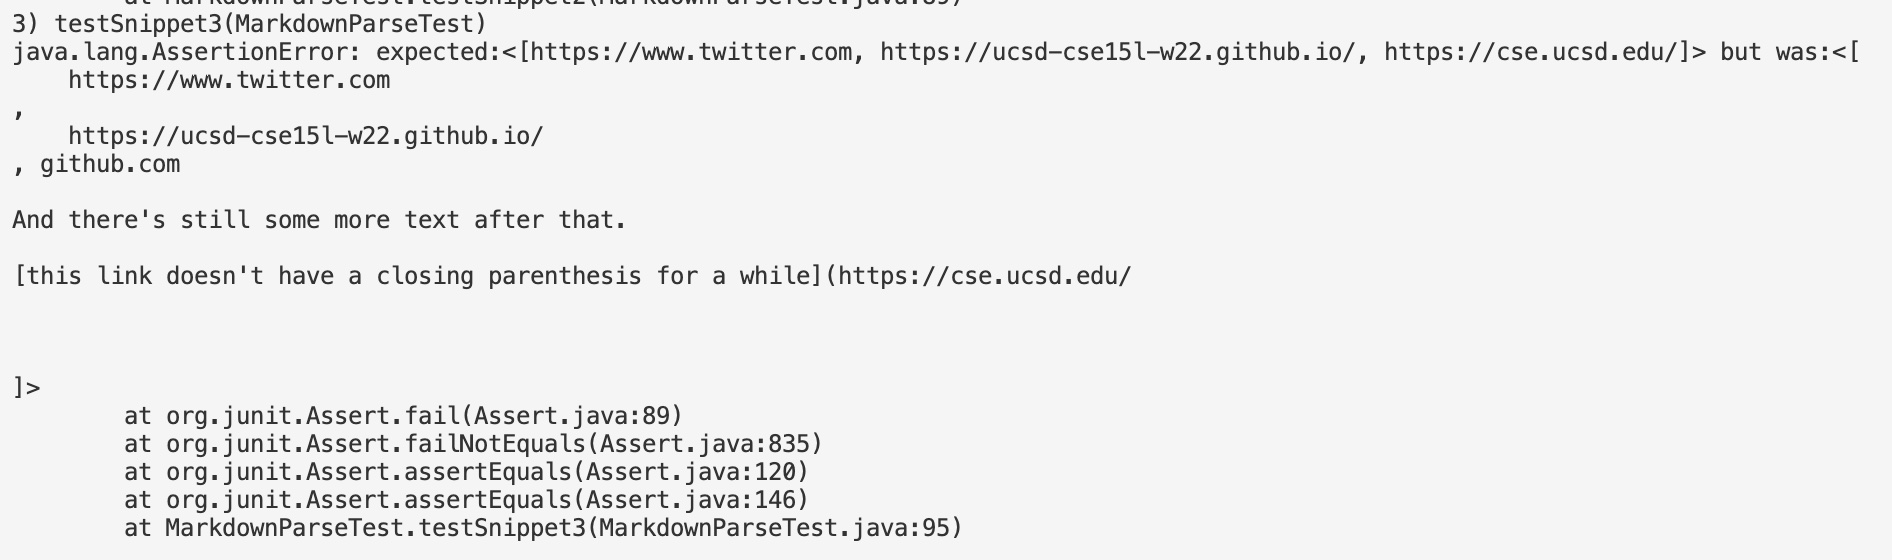 at MarkdownParseTest.testSnippet2(MarkdownParseTest.java:89)
3) testSnippet3(MarkdownParseTest)
java.lang.AssertionError: expected:<[https://www.twitter.com, https://ucsd-cse15l-w22.github.io/, https://cse.ucsd.edu/]> but was:<[
    https://www.twitter.com
,
    https://ucsd-cse15l-w22.github.io/
, github.com

And there's still some more text after that.

[this link doesn't have a closing parenthesis for a while](https://cse.ucsd.edu/



]>
        at org.junit.Assert.fail(Assert.java:89)
        at org.junit.Assert.failNotEquals(Assert.java:835)
        at org.junit.Assert.assertEquals(Assert.java:120)
        at org.junit.Assert.assertEquals(Assert.java:146)
        at MarkdownParseTest.testSnippet3(MarkdownParseTest.java:95)